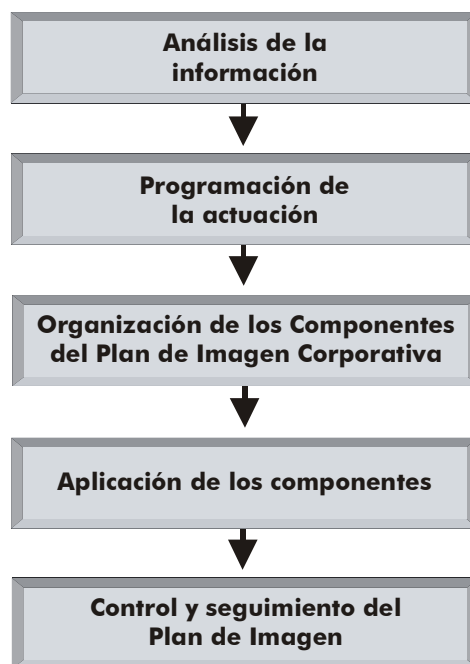 Análisis de la
información
Programación de
la actuación
Organización de los Componentes
del Plan de Imagen Corporativa
Aplicación de los componentes
Control y seguimiento del
Plan de Imagen